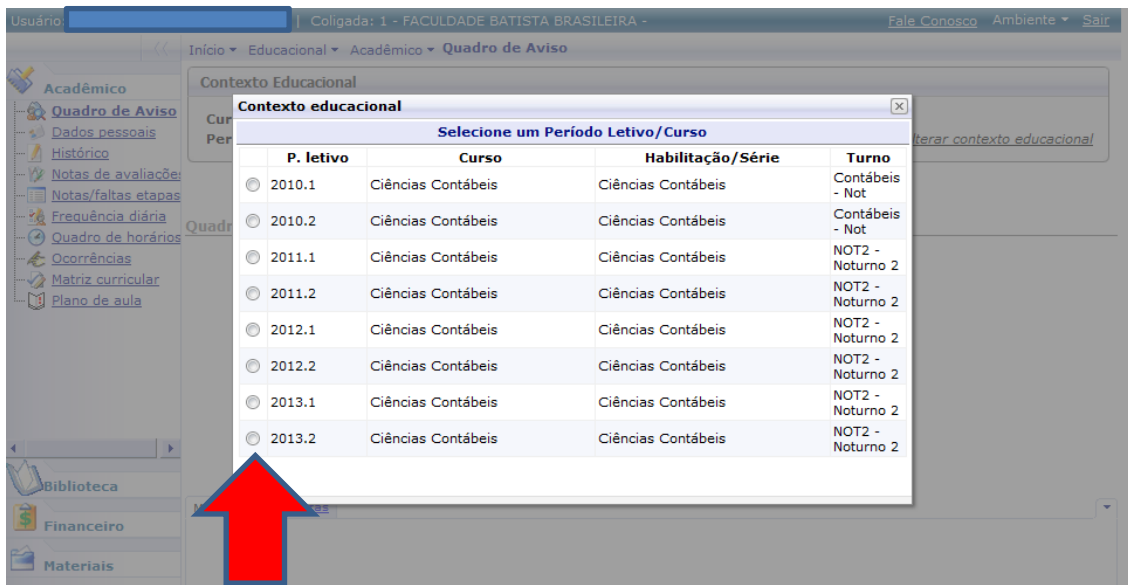 Usuário: | Coligada: 1 - FACULDADE BATISTA BRASILEIRA - Fale Conosco Ambiente Sair
Início Educacional Acadêmico Quadro de Aviso
Acadêmico
Quadro de Aviso
Dados pessoais
Histórico
Notas de avaliações
Notas/faltas etapas
Frequência diária
Quadro de horários
Ocorrências
Matriz curricular
Plano de aula
Biblioteca
Financeiro
Materiais
Contexto Educacional
Cur
Per
lterar contexto educacional
Quadr
Contexto educacional
Selecione um Período Letivo/Curso
P. letivo Curso Habilitação/Série Turno
2010.1 Ciências Contábeis Ciências Contábeis Contábeis - Not
2010.2 Ciências Contábeis Ciências Contábeis Contábeis - Not
2011.1 Ciências Contábeis Ciências Contábeis NOT2 - Noturno 2
2011.2 Ciências Contábeis Ciências Contábeis NOT2 - Noturno 2
2012.1 Ciências Contábeis Ciências Contábeis NOT2 - Noturno 2
2012.2 Ciências Contábeis Ciências Contábeis NOT2 - Noturno 2
2013.1 Ciências Contábeis Ciências Contábeis NOT2 - Noturno 2
2013.2 Ciências Contábeis Ciências Contábeis NOT2 - Noturno 2